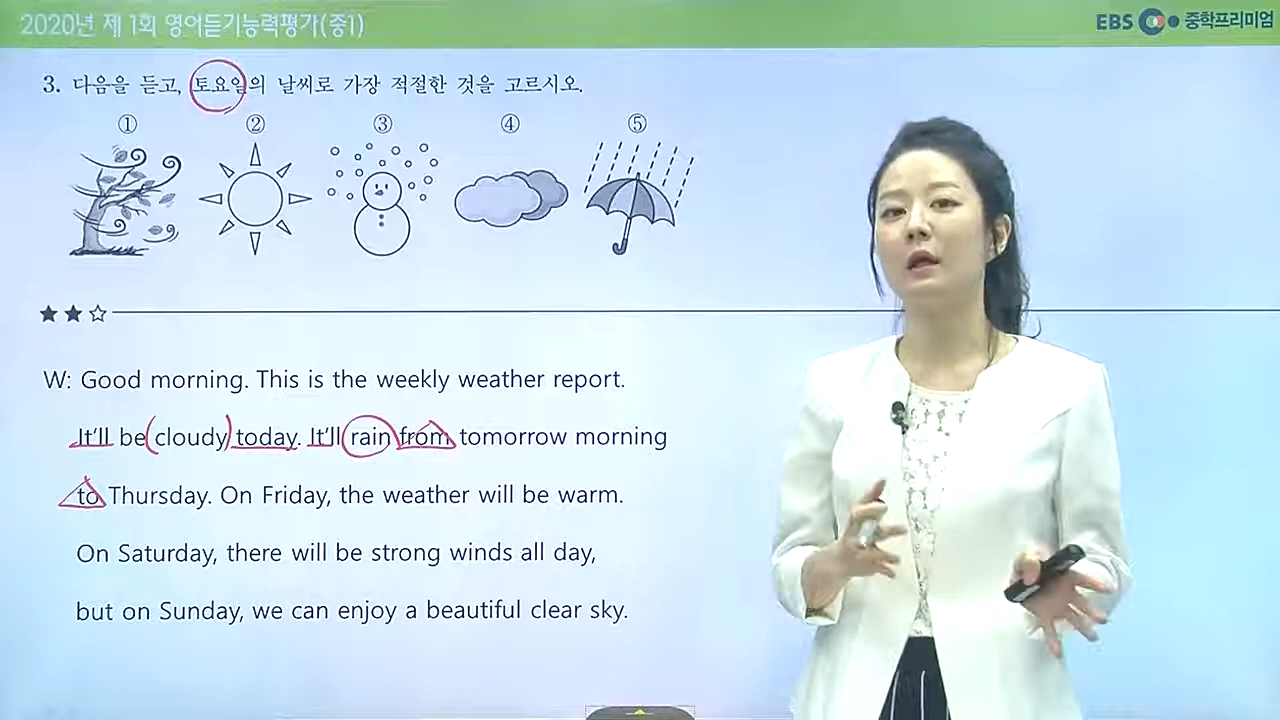 2020년 제 1회 영어듣기능력평가(중1)
EBS 중학프리미엄
3. 다음을 듣고, 토요일의 날씨로 가장 적절한 것을 고르시오.
① ② ③ ④ ⑤
W: Good morning. This is the weekly weather report.
It'll be (cloudy) today. It'll rain from tomorrow morning
to Thursday. On Friday, the weather will be warm.
On Saturday, there will be strong winds all day,
but on Sunday, we can enjoy a beautiful clear sky.